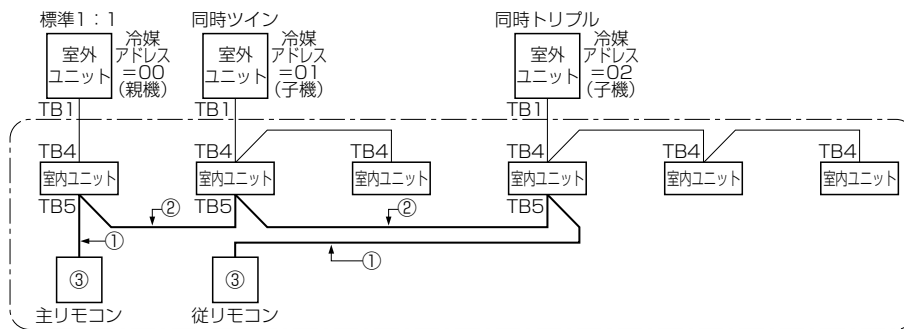 標準1：1
同時ツイン
同時トリプル
室外
ユニット
冷媒
アドレス
=00
(親機)
室外
ユニット
冷媒
アドレス
=01
(子機)
室外
ユニット
冷媒
アドレス
=02
(子機)
TB1
TB1
TB1
TB4
TB4
TB4
TB4
TB4
TB4
室内ユニット
室内ユニット
室内ユニット
室内ユニット
室内ユニット
室内ユニット
TB5
TB5
TB5
②
②
①
①
③
③
主リモコン
従リモコン